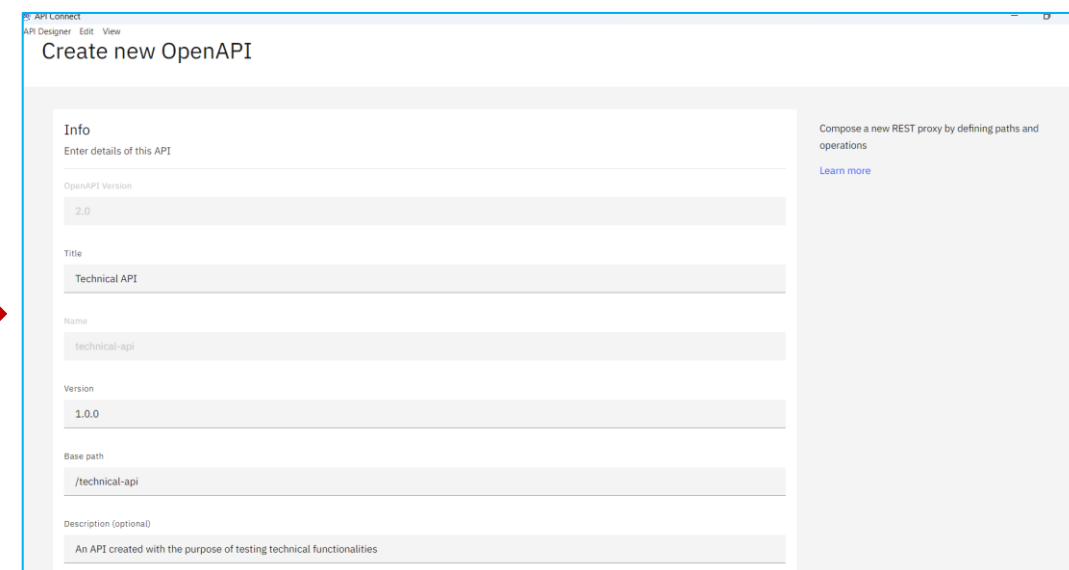 API Connect
API Designer Edit View
Create new OpenAPI
Info
Enter details of this API
OpenAPI Version
2.0
Title
Technical API
Name
technical-api
Version
1.0.0
Base path
/technical-api
Description (optional)
An API created with the purpose of testing technical functionalities
Compose a new REST proxy by defining paths and
operations
Learn more